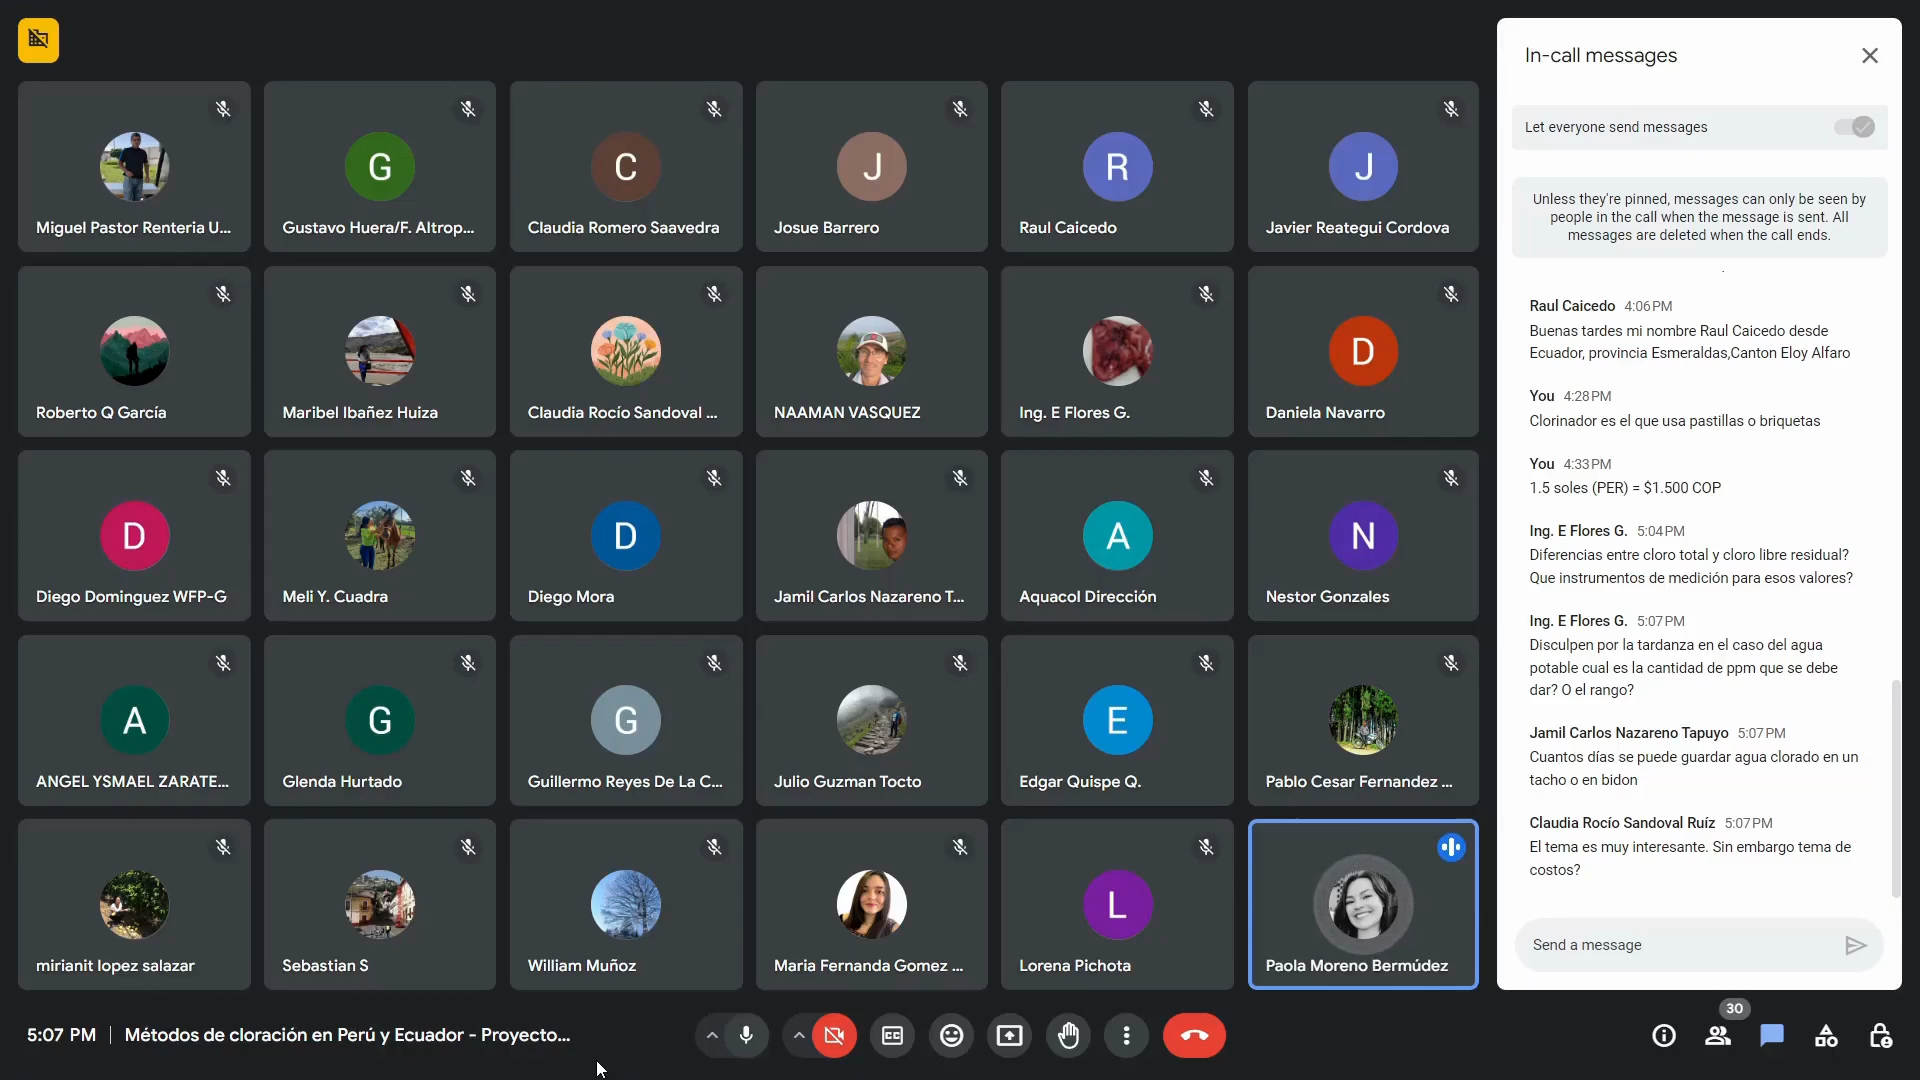 Miguel Pastor Renteria U...
G
Gustavo Huera/F. Altrop...
C
Claudia Romero Saavedra
J
Josue Barrero
R
Raul Caicedo
J
Javier Reategui Cordova
Roberto Q García
Maribel Ibañez Huiza
Claudia Rocío Sandoval ...
NAAMAN VASQUEZ
Ing. E Flores G.
D
Daniela Navarro
D
Diego Dominguez WFP-G
Meli Y. Cuadra
D
Diego Mora
Jamil Carlos Nazareno T...
A
Aquacol Dirección
N
Nestor Gonzales
A
ANGEL YSMAEL ZARATE...
G
Glenda Hurtado
G
Guillermo Reyes De La C...
Julio Guzman Tocto
E
Edgar Quispe Q.
Pablo Cesar Fernandez ...
mirianit lopez salazar
Sebastian S
William Muñoz
Maria Fernanda Gomez ...
L
Lorena Pichota
Paola Moreno Bermúdez
In-call messages
Let everyone send messages
Unless they're pinned, messages can only be seen by
people in the call when the message is sent. All
messages are deleted when the call ends.
Raul Caicedo 4:06 PM
Buenas tardes mi nombre Raul Caicedo desde
Ecuador, provincia Esmeraldas,Canton Eloy Alfaro
You 4:28 PM
Clorinador es el que usa pastillas o briquetas
You 4:33 PM
1.5 soles (PER) = $1.500 COP
Ing. E Flores G. 5:04 PM
Diferencias entre cloro total y cloro libre residual?
Que instrumentos de medición para esos valores?
Ing. E Flores G. 5:07 PM
Disculpen por la tardanza en el caso del agua
potable cual es la cantidad de ppm que se debe
dar? O el rango?
Jamil Carlos Nazareno Tapuyo 5:07 PM
Cuantos días se puede guardar agua clorado en un
tacho o en bidon
Claudia Rocío Sandoval Ruíz 5:07 PM
El tema es muy interesante. Sin embargo tema de
costos?
Send a message
5:07 PM | Métodos de cloración en Perú y Ecuador - Proyecto...
CC
30